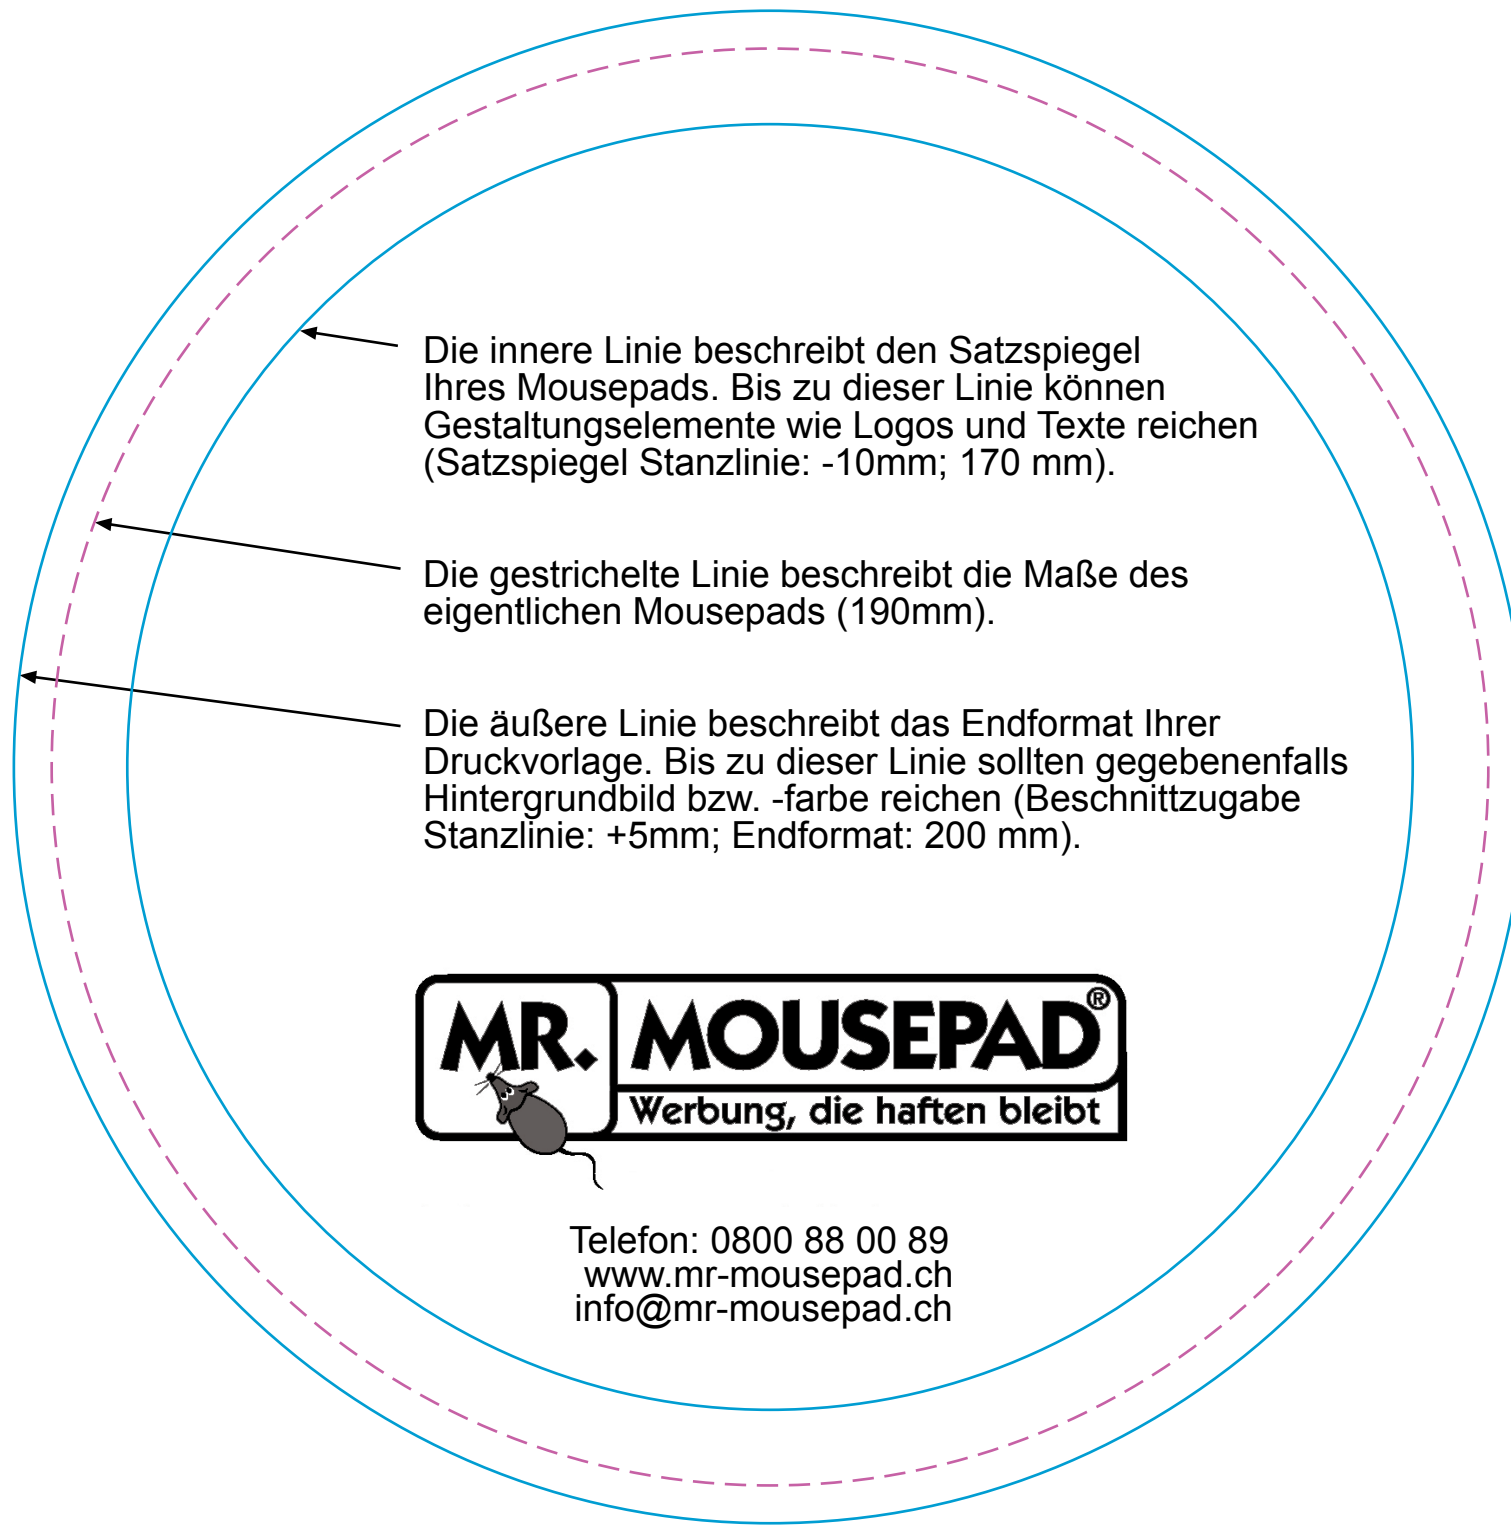 Die innere Linie beschreibt den Satzspiegel
Ihres Mousepads. Bis zu dieser Linie können
Gestaltungselemente wie Logos und Texte reichen
(Satzspiegel Stanzlinie: -10mm; 170 mm).
Die gestrichelte Linie beschreibt die Maße des
eigentlichen Mousepads (190mm).
Die äußere Linie beschreibt das Endformat Ihrer
Druckvorlage. Bis zu dieser Linie sollten gegebenenfalls
Hintergrundbild bzw. -farbe reichen (Beschnittzugabe
Stanzlinie: +5mm; Endformat: 200 mm).
MR. MOUSEPAD®
Werbung, die haften bleibt
Telefon: 0800 88 00 89
www.mr-mousepad.ch
info@mr-mousepad.ch